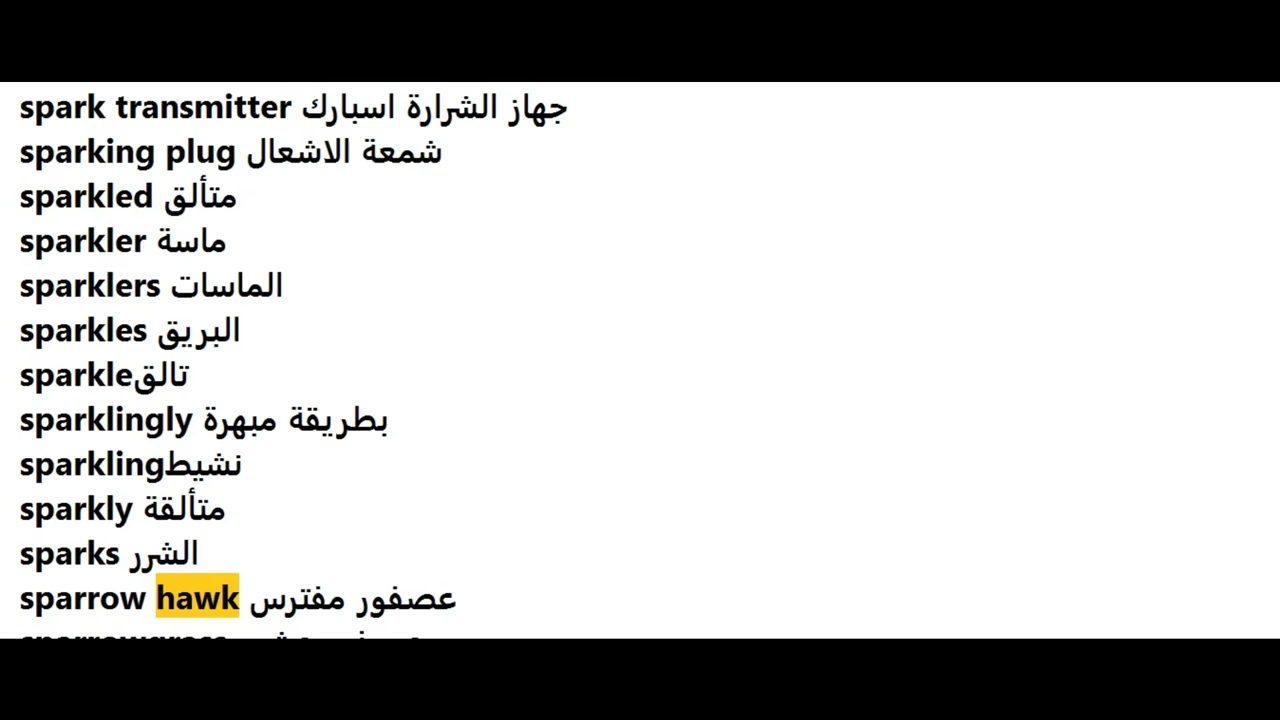 spark transmitter جهاز الشرارة اسبارك
sparking plug شمعة الاشعال
sparkled متألق
sparkler ماسة
sparklers الماسات
sparkles البريق
sparkleتالق
sparklingly بطريقة مبهرة
sparklingنشيط
sparkly متألقة
sparks الشرر
sparrow hawk عصفور مفترس